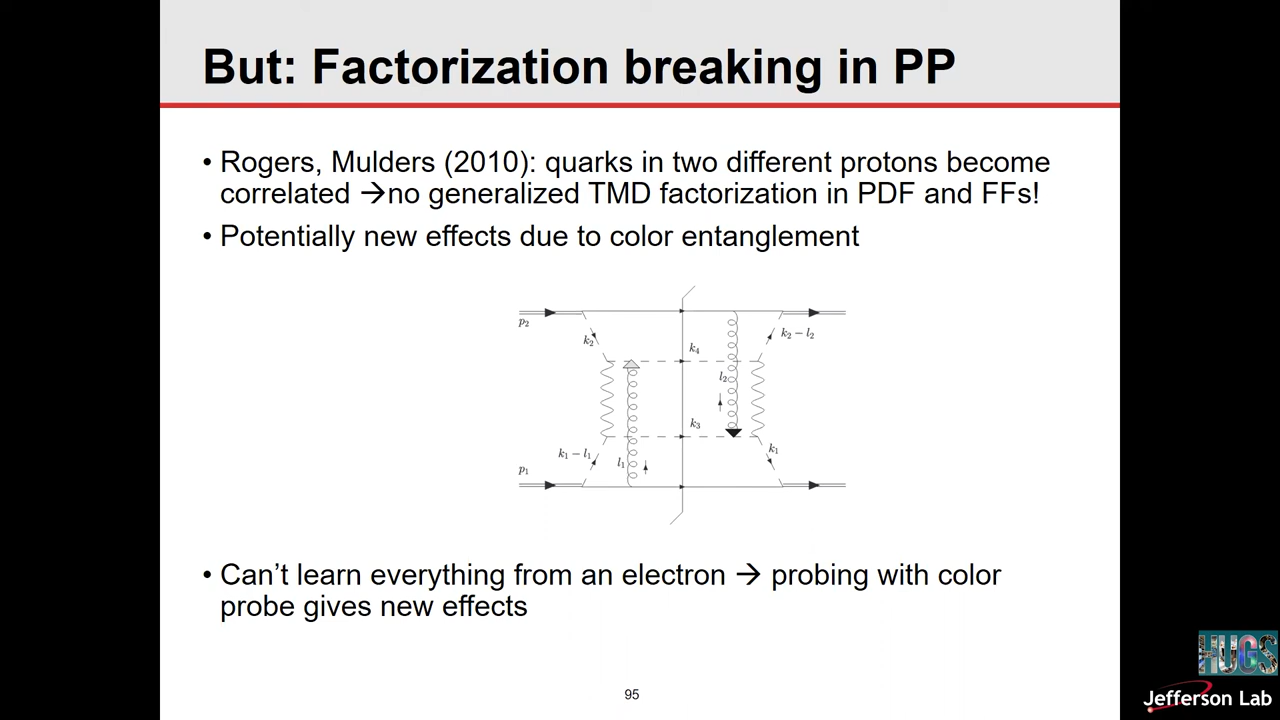 But: Factorization breaking in PP
• Rogers, Mulders (2010): quarks in two different protons become
correlated →no generalized TMD factorization in PDF and FFs!
• Potentially new effects due to color entanglement
p₂
k₂
k₄
k₂ − l₂
l₂
k₃
k₁ − l₁
l₁
k₁
p₁
• Can’t learn everything from an electron → probing with color
probe gives new effects
95
HUGS
Jefferson Lab